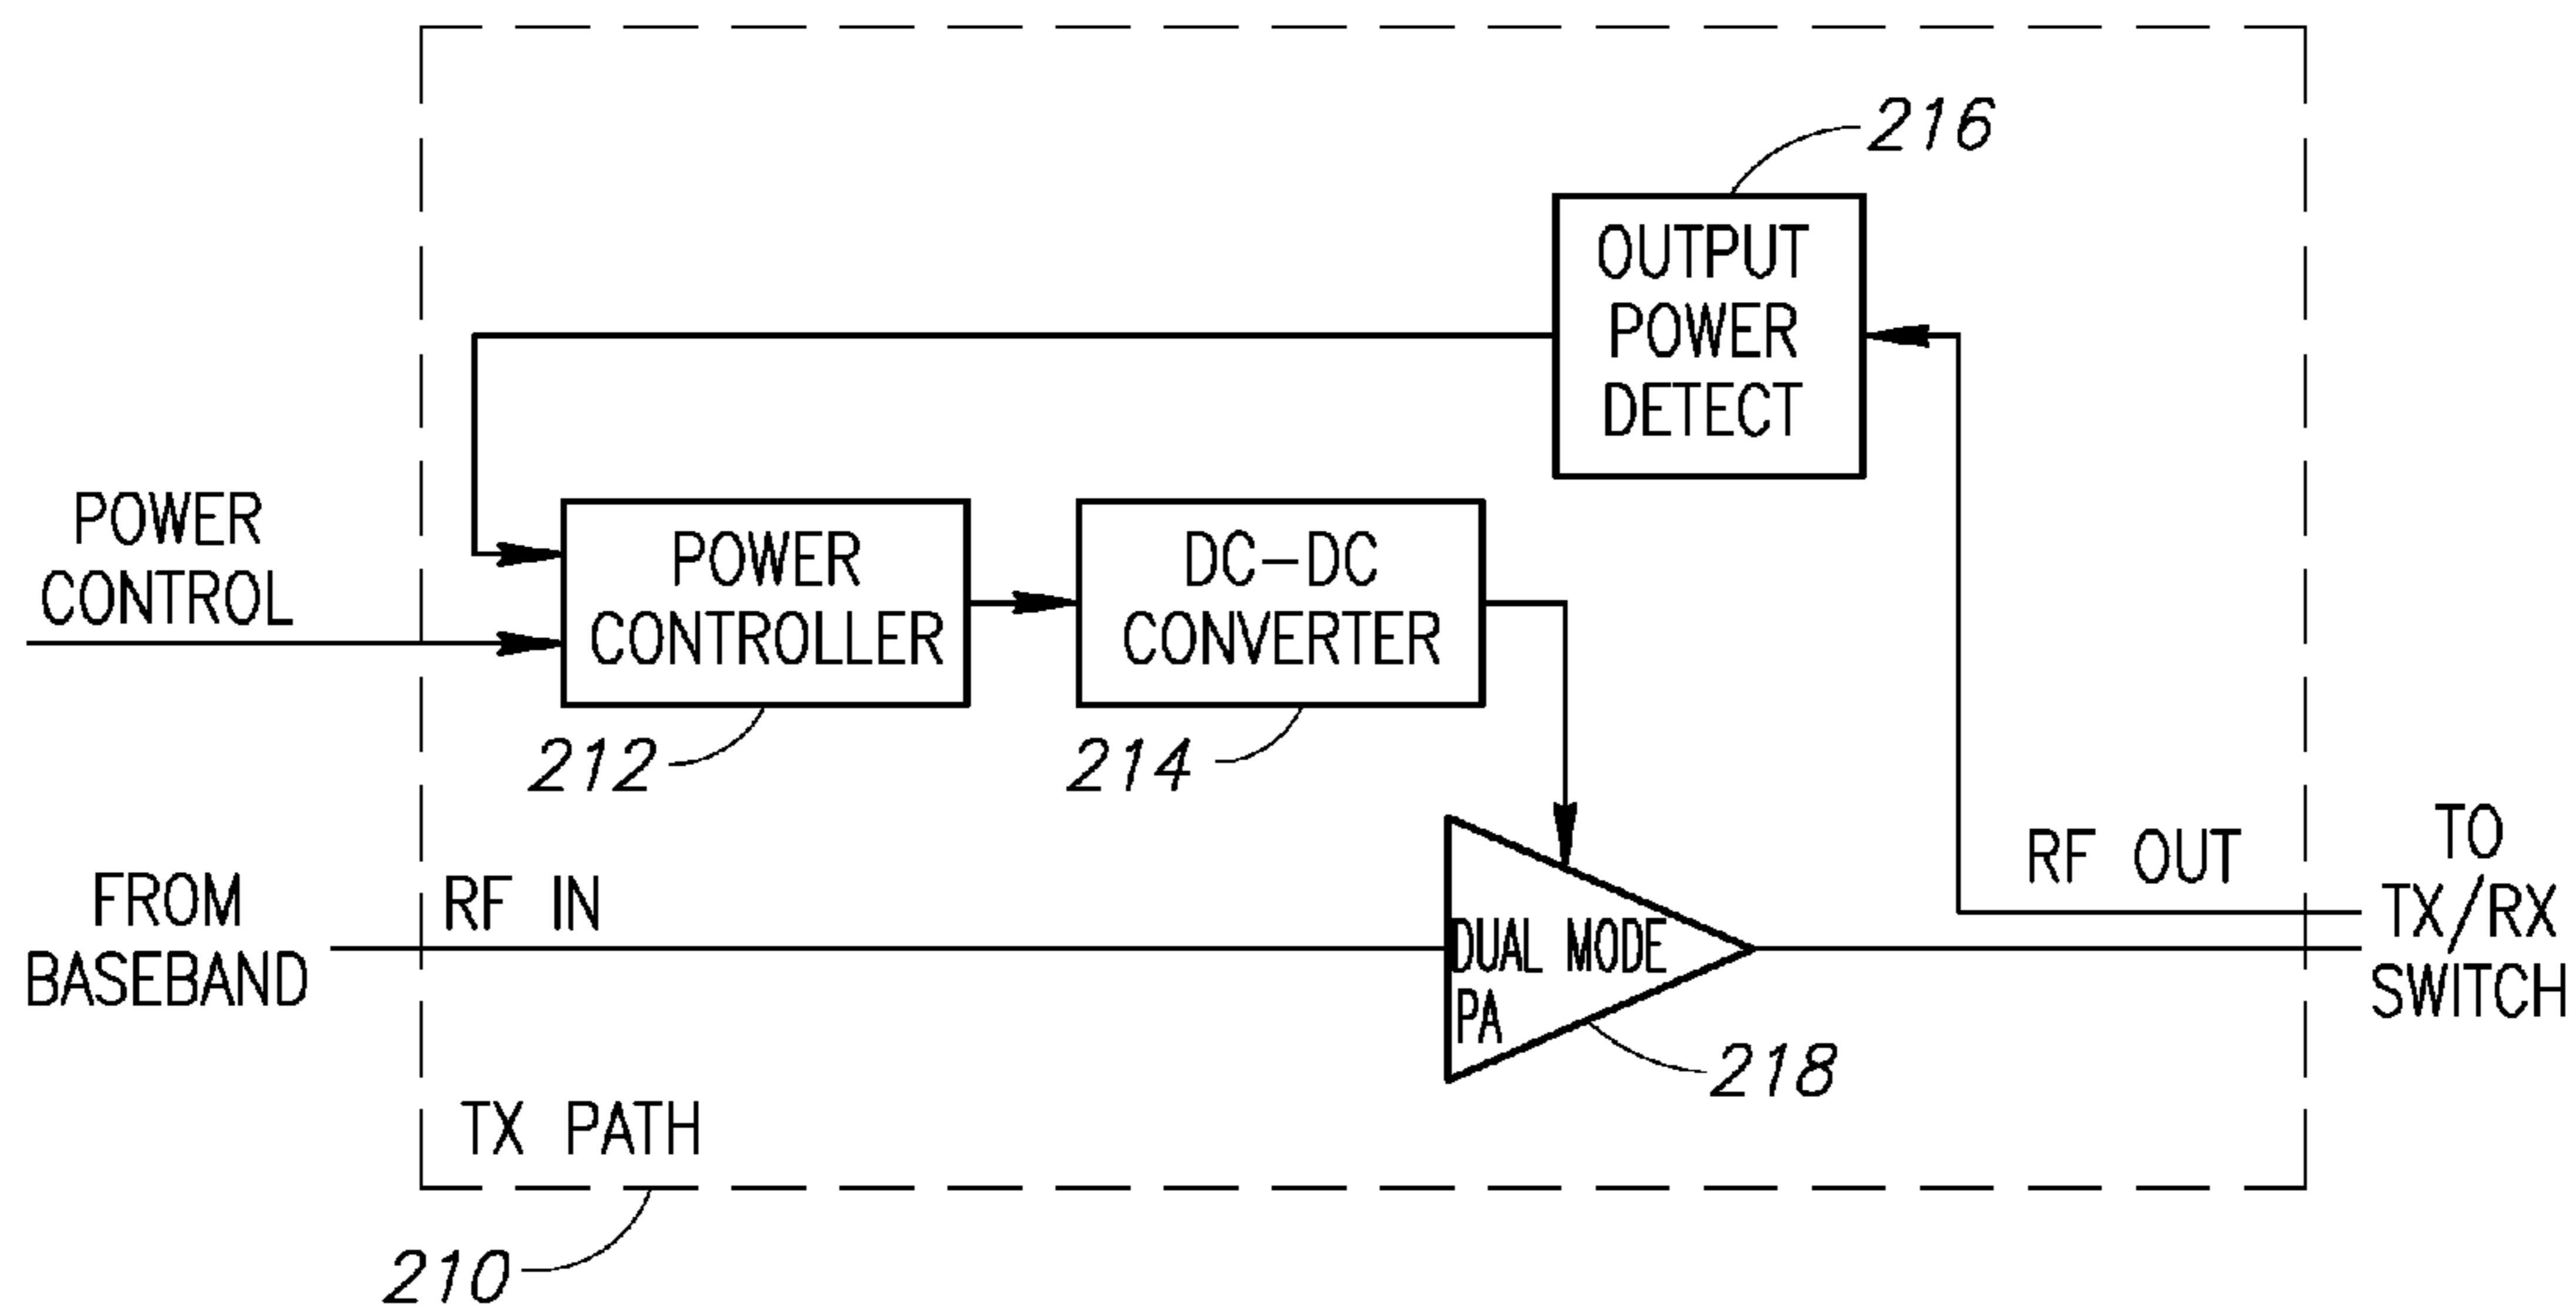 216
OUTPUT
POWER
DETECT
POWER
CONTROL
POWER
CONTROLLER
212
DC-DC
CONVERTER
214
FROM
BASEBAND
RF IN
DUAL MODE
PA
218
RF OUT
TO
TX/RX
SWITCH
TX PATH
210